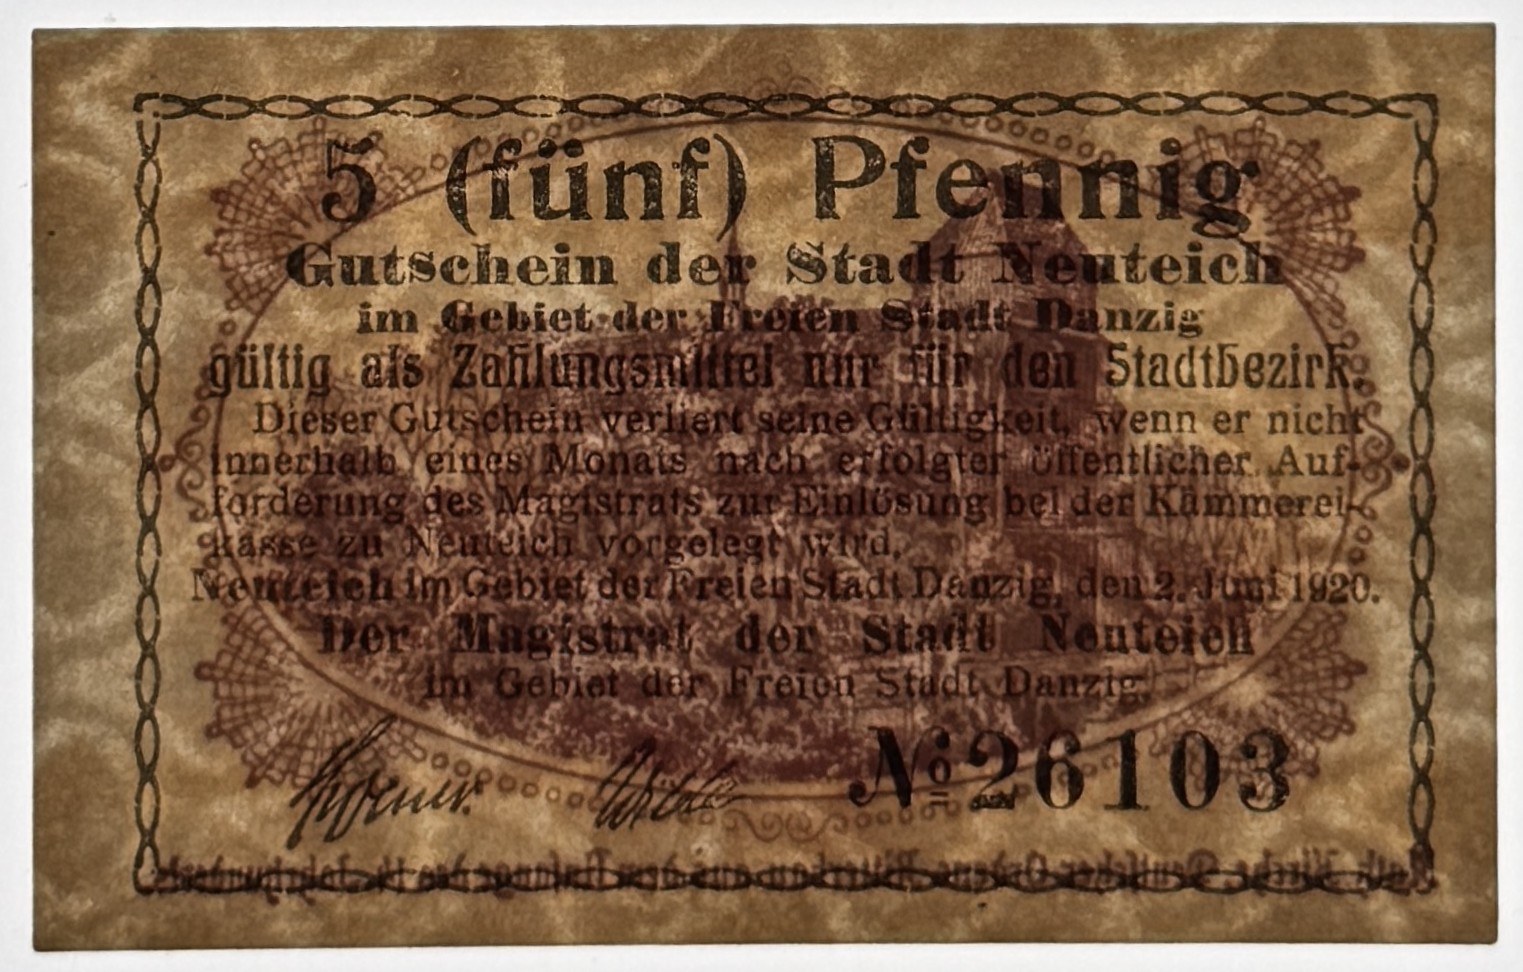 5 (fünf) Pfennig
Gutschein der Stadt Neuteich
im Gebiet der Freien Stadt Danzig
gültig als Zahlungsmittel nur für den Stadtbezirk.
Dieser Gutschein verliert seine Gültigkeit, wenn er nicht
innerhalb eines Monats nach erfolgter öffentlicher Auf-
forderung des Magistrats zur Einlösung bei der Kämmerei-
kasse zu Neuteich vorgelegt wird.
Neuteich im Gebiet der Freien Stadt Danzig, den 2. Juni 1920.
Der Magistrat der Stadt Neuteich
im Gebiet der Freien Stadt Danzig.
No 26103